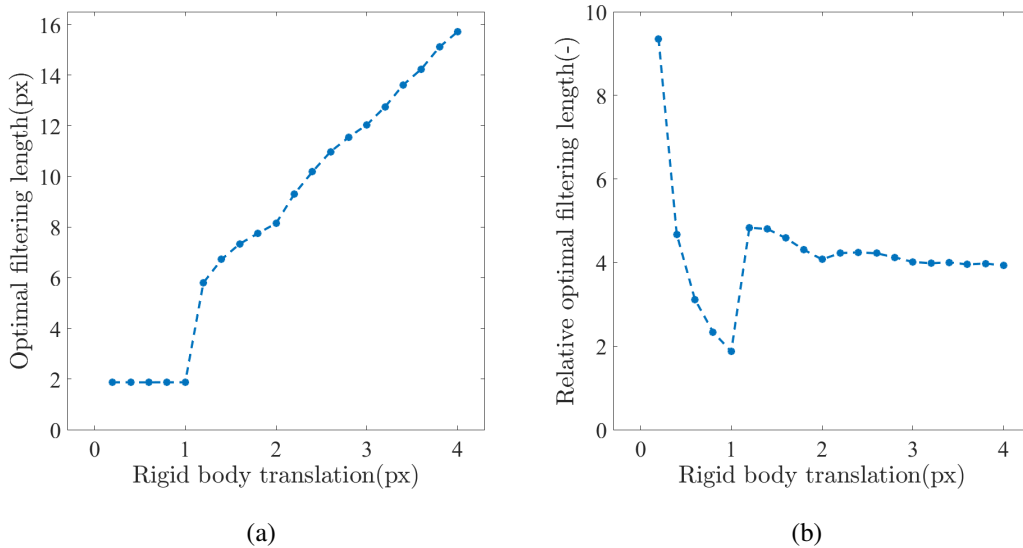 Optimal filtering length(px)
16
14
12
10
8
6
4
2
0
0 1 2 3 4
Rigid body translation(px)
(a)
Relative optimal filtering length(-)
10
8
6
4
2
0
0 1 2 3 4
Rigid body translation(px)
(b)